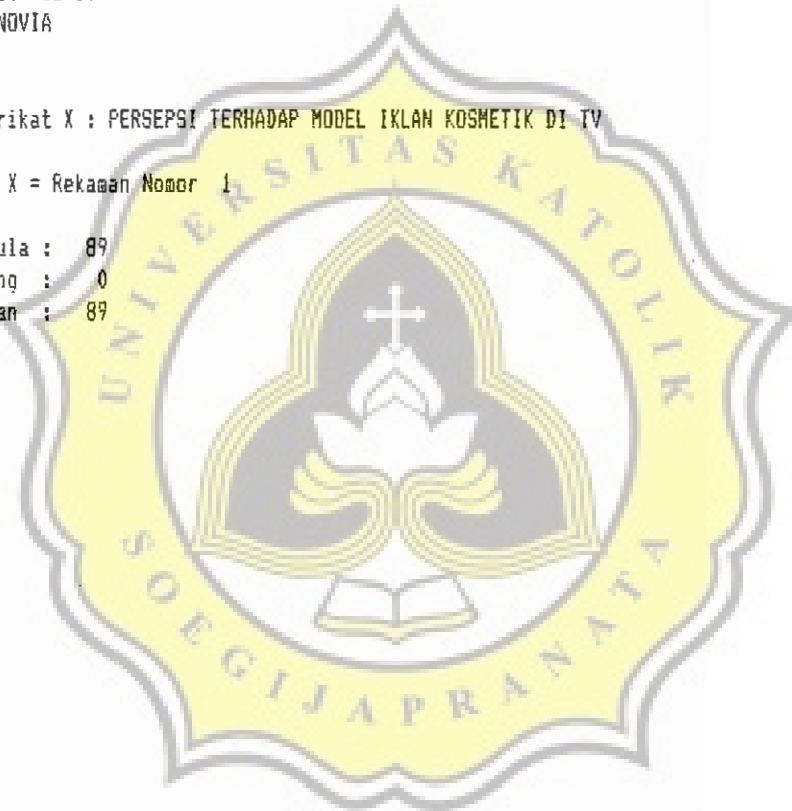 NOVIA
rikat X : PERSEPSI TERHADAP MODEL IKLAN KOSMETIK DI TV
X = Rekaman Nomor 1
ula : 89
ng : 0
an : 89
UNIVERSITAS KATOLIK
SOEGIJAPRANATA